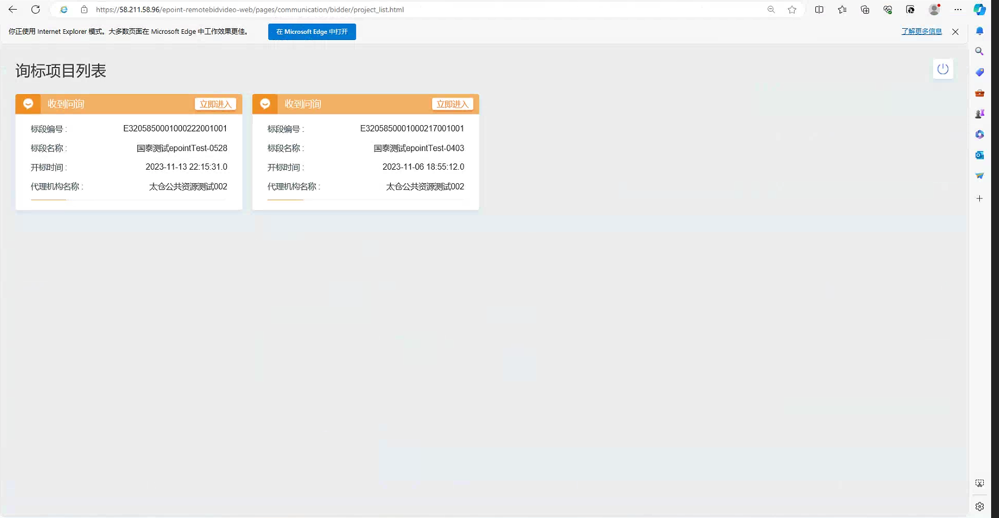 https://58.211.58.96/epoint-remotebidvideo-web/pages/communication/bidder/project_list.html
你正使用 Internet Explorer 模式。大多数页面在 Microsoft Edge 中工作效果更佳。 在 Microsoft Edge 中打开 了解更多信息
询标项目列表
收到问询 立即进入
标段编号 : E3205850001000222001001
标段名称 : 国泰测试epointTest-0528
开标时间 : 2023-11-13 22:15:31.0
代理机构名称 : 太仓公共资源测试002
收到问询 立即进入
标段编号 : E3205850001000217001001
标段名称 : 国泰测试epointTest-0403
开标时间 : 2023-11-06 18:55:12.0
代理机构名称 : 太仓公共资源测试002